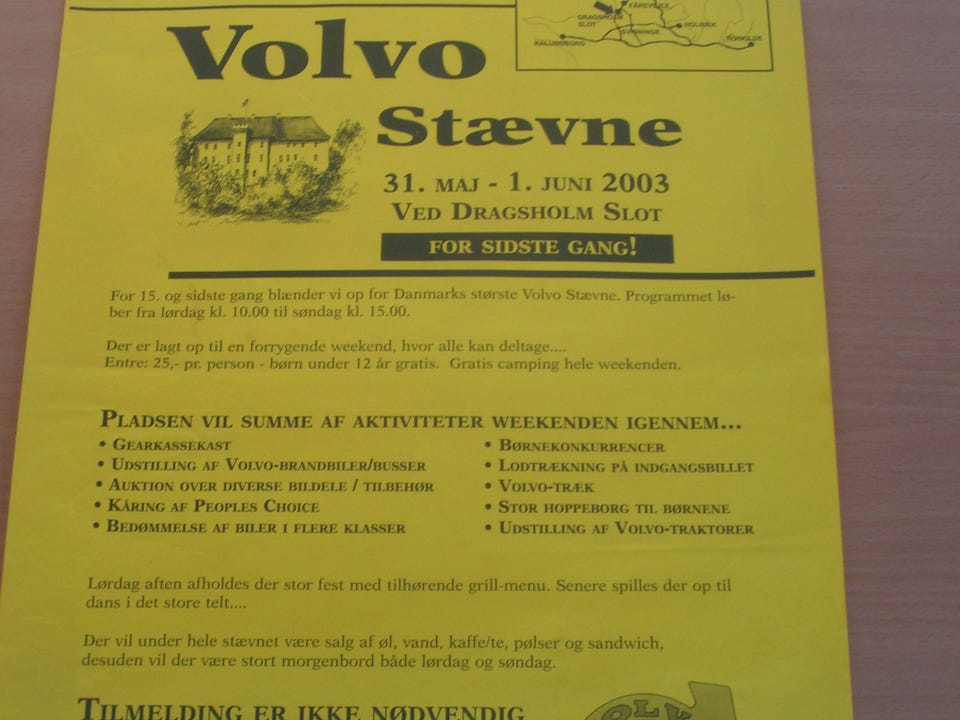 FÅREVEJLE
DRAGSHOLM
SLOT
SVINNINGE
HOLBÆK
KALUNDBORG
ROSKILDE
Volvo
Stævne
31. MAJ - 1. JUNI 2003
VED DRAGSHOLM SLOT
FOR SIDSTE GANG!
For 15. og sidste gang blænder vi op for Danmarks største Volvo Stævne. Programmet lø-
ber fra lørdag kl. 10.00 til søndag kl. 15.00.
Der er lagt op til en forrygende weekend, hvor alle kan deltage....
Entre: 25,- pr. person - børn under 12 år gratis. Gratis camping hele weekenden.
PLADSEN VIL SUMME AF AKTIVITETER WEEKENDEN IGENNEM...
• GEARKASSEKAST
• UDSTILLING AF VOLVO-BRANDBILER/BUSSER
• AUKTION OVER DIVERSE BILDELE / TILBEHØR
• KÅRING AF PEOPLES CHOICE
• BEDØMMELSE AF BILER I FLERE KLASSER
• BØRNEKONKURRENCER
• LODTRÆKNING PÅ INDGANGSBILLET
• VOLVO-TRÆK
• STOR HOPPEBORG TIL BØRNENE
• UDSTILLING AF VOLVO-TRAKTORER
Lørdag aften afholdes der stor fest med tilhørende grill-menu. Senere spilles der op til
dans i det store telt....
Der vil under hele stævnet være salg af øl, vand, kaffe/te, pølser og sandwich,
desuden vil der være stort morgenbord både lørdag og søndag.
TILMELDING ER IKKE NØDVENDIG